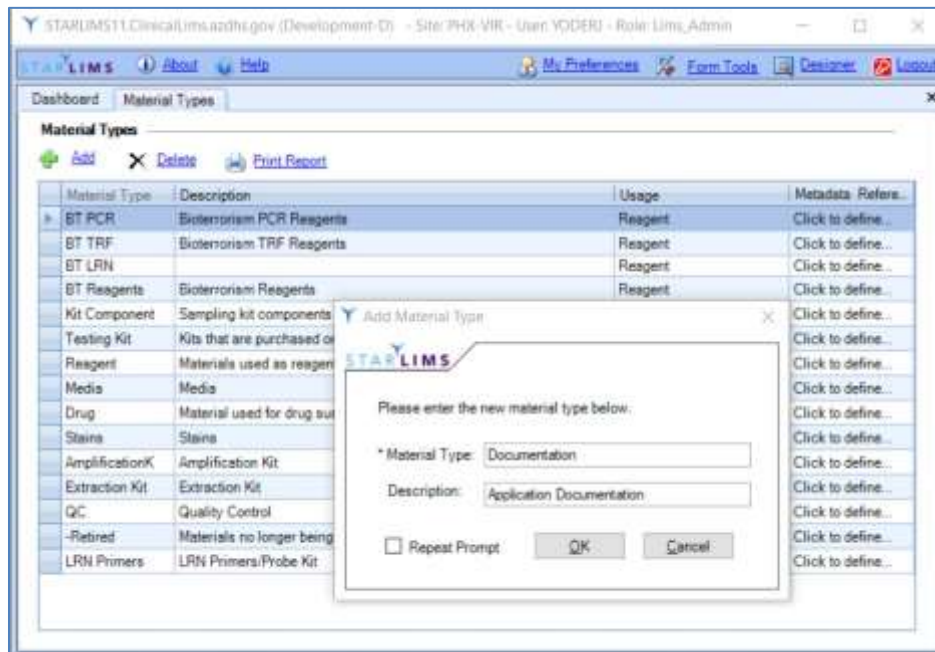 STARLIMS11.ClinicalLims.azdhs.gov (Development-D) - Site: PHX-VIR - User: YODERJ - Role: Lims_Admin
STARLIMS About Help My Preferences Form Tools Designer Logout
Dashboard Material Types
Material Types
Add Delete Print Report
Material Type Description Usage Metadata Refere...
BT PCR Bioterrorism PCR Reagents Reagent Click to define...
BT TRF Bioterrorism TRF Reagents Reagent Click to define...
BT LRN Reagent Click to define...
BT Reagents Bioterrorism Reagents Reagent Click to define...
Kit Component Sampling kit components Click to define...
Testing Kit Kits that are purchased or Click to define...
Reagent Materials used as reagen Click to define...
Media Media Click to define...
Drug Material used for drug sus Click to define...
Stains Stains Click to define...
AmplificationK Amplification Kit Click to define...
Extraction Kit Extraction Kit Click to define...
QC Quality Control Click to define...
-Retired Materials no longer being Click to define...
LRN Primers LRN Primers/Probe Kit Click to define...
Add Material Type
STARLIMS
Please enter the new material type below.
* Material Type: Documentation
Description: Application Documentation
Repeat Prompt OK Cancel